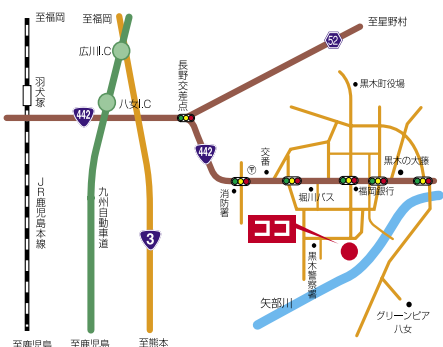 至福岡
至福岡
至星野村
52
広川I.C
長野交差点
黒木町役場
羽犬塚
八女I.C
442
442
交番
黒木の大藤
〒
消防署
堀川バス
福岡銀行
JR鹿児島本線
九州自動車道
3
ココ
黒木警察署
矢部川
グリーンピア
八女
至鹿児島
至鹿児島
至熊本